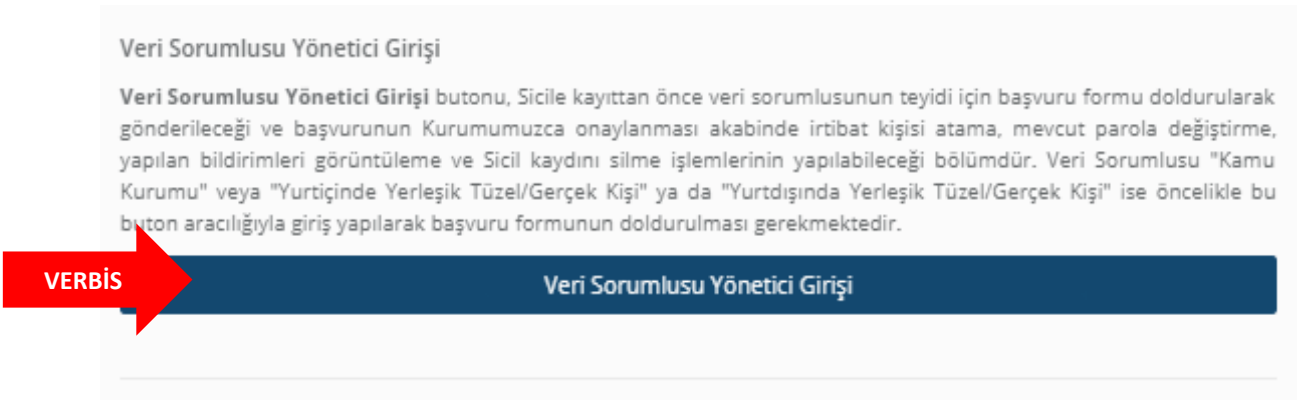 Veri Sorumlusu Yönetici Girişi
Veri Sorumlusu Yönetici Girişi butonu, Sicile kayıttan önce veri sorumlusunun teyidi için başvuru formu doldurularak
gönderileceği ve başvurunun Kurumumuzca onaylanması akabinde irtibat kişisi atama, mevcut parola değiştirme,
yapılan bildirimleri görüntüleme ve Sicil kaydını silme işlemlerinin yapılabileceği bölümdür. Veri Sorumlusu "Kamu
Kurumu" veya "Yurtiçinde Yerleşik Tüzel/Gerçek Kişi" ya da "Yurtdışında Yerleşik Tüzel/Gerçek Kişi" ise öncelikle bu
buton aracılığıyla giriş yapılarak başvuru formunun doldurulması gerekmektedir.
VERBİS
Veri Sorumlusu Yönetici Girişi